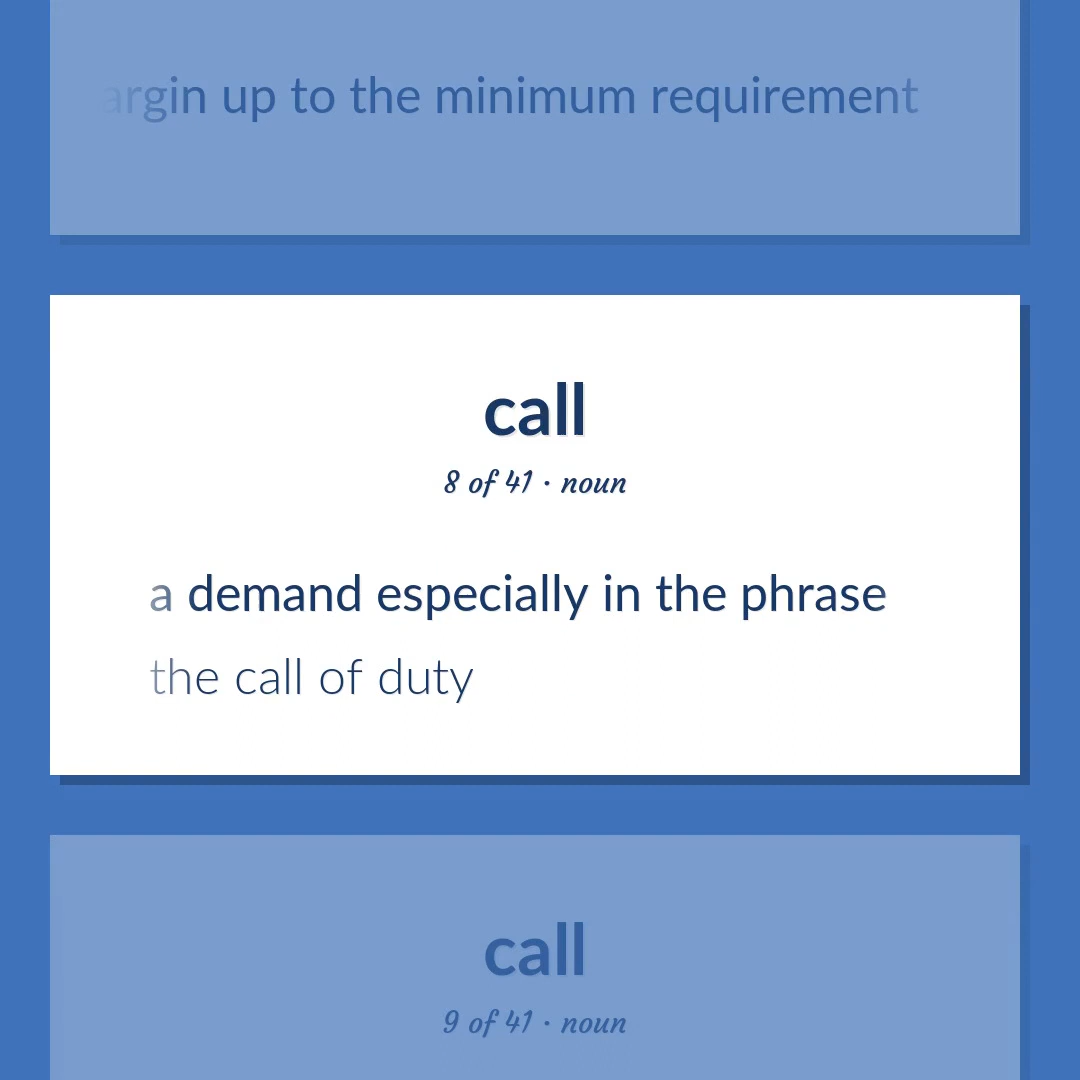 up to the minimum requirement
call
8 of 41 · noun
a demand especially in the phrase
the call of duty
call
9 of 41 · noun